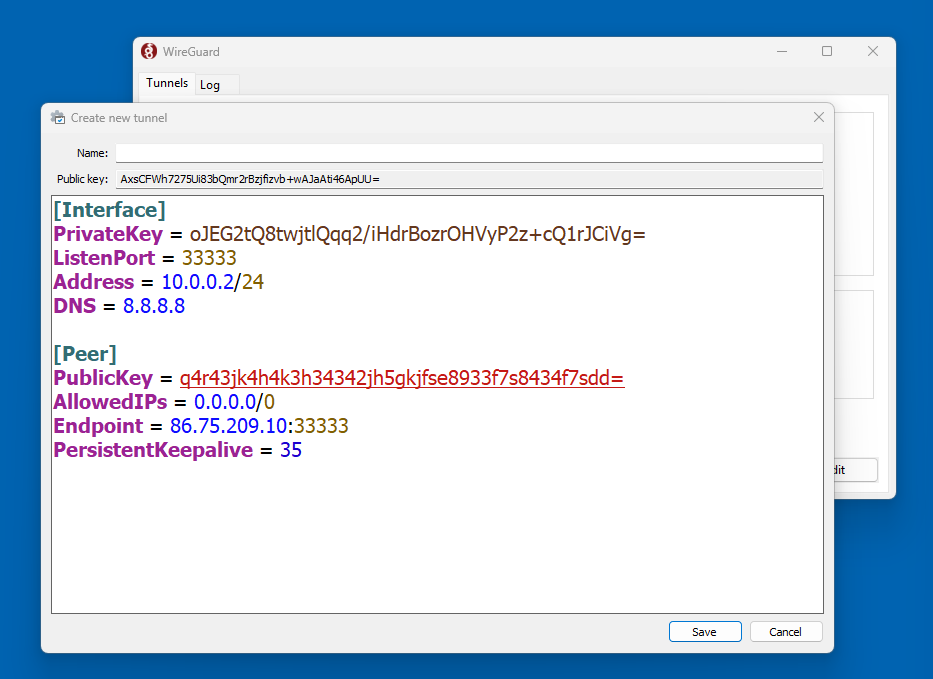 WireGuard
Tunnels
Log
Create new tunnel
Name:
Public key: AxsCFWh7275Ui83bQmr2rBzjfizvb+wAJaAti46ApUU=
[Interface]
PrivateKey = oJEG2tQ8twjtlQqq2/iHdrBozrOHVyP2z+cQ1rJCiVg=
ListenPort = 33333
Address = 10.0.0.2/24
DNS = 8.8.8.8
[Peer]
PublicKey = q4r43jk4h4k3h34342jh5gkjfse8933f7s8434f7sdd=
AllowedIPs = 0.0.0.0/0
Endpoint = 86.75.209.10:33333
PersistentKeepalive = 35
dit
Save
Cancel